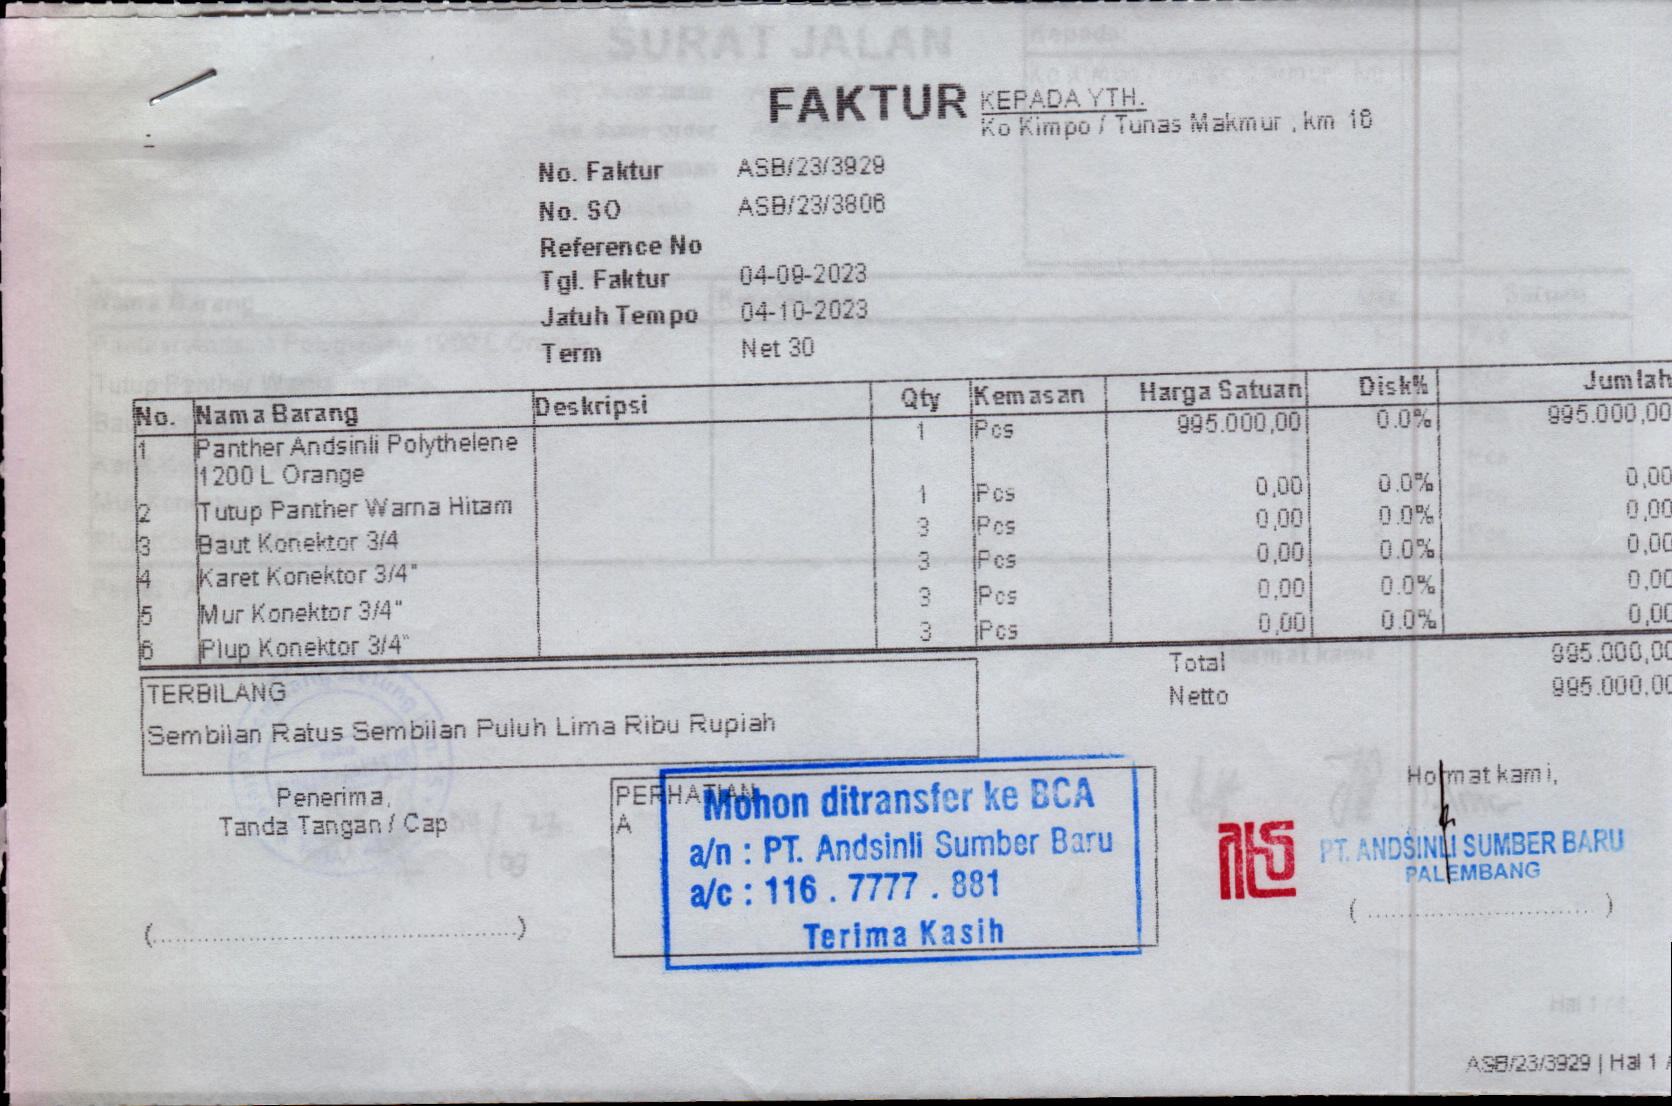 SURAT JALAN
FAKTUR
KEPADA YTH.
Ko Kimpo / Tunas Makmur , km 18
No. Faktur ASB/23/3929
No. SO ASB/23/3806
Reference No
Tgl. Faktur 04-09-2023
Jatuh Tempo 04-10-2023
Term Net 30
No. Nama Barang Deskripsi Qty Kemasan Harga Satuan Disk% Jumlah
1 Panther Andsinli Polythelene 1 Pcs 995.000,00 0.0% 995.000,00
1200 L Orange
2 Tutup Panther Warna Hitam 1 Pcs 0,00 0.0% 0,00
3 Baut Konektor 3/4 3 Pcs 0,00 0.0% 0,00
4 Karet Konektor 3/4" 3 Pcs 0,00 0.0% 0,00
5 Mur Konektor 3/4" 3 Pcs 0,00 0.0% 0,00
6 Plup Konektor 3/4" 3 Pcs 0,00 0.0% 0,00
Total 995.000,00
Netto 995.000,00
TERBILANG
Sembilan Ratus Sembilan Puluh Lima Ribu Rupiah
Penerima,
Tanda Tangan / Cap
(....................)
PERHATIAN
A
Mohon ditransfer ke BCA
a/n : PT. Andsinli Sumber Baru
a/c : 116 . 7777 . 881
Terima Kasih
Hormat kami,
PT. ANDSINLI SUMBER BARU
PALEMBANG
(....................)
ASB/23/3929 | Hal 1 /